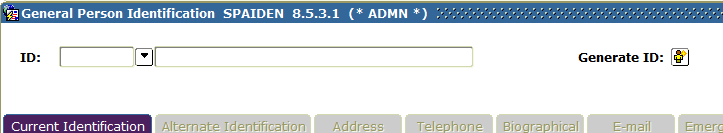 General Person Identification SPAIDEN 8.5.3.1 (* ADMN *)
ID: Generate ID:
Current Identification Alternate Identification Address Telephone Biographical E-mail Emer